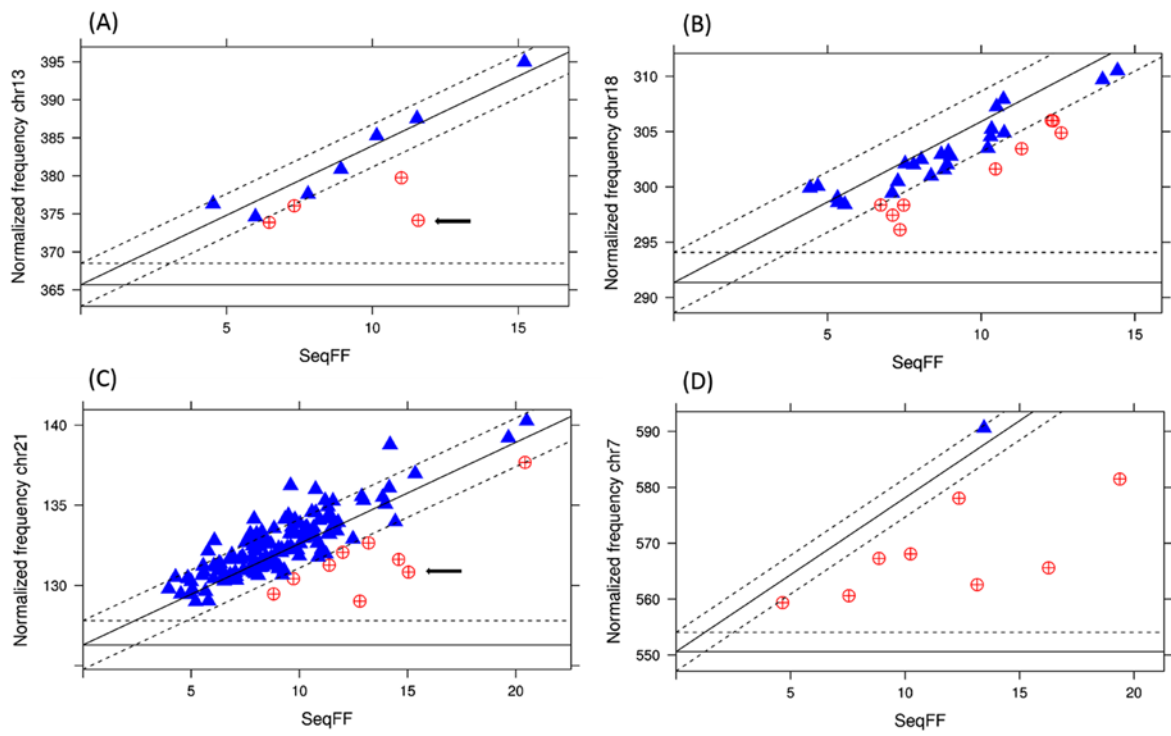 (A)
Normalized frequency chr13
395
390
385
380
375
370
365
5 10 15
SeqFF
(B)
Normalized frequency chr18
310
305
300
295
290
5 10 15
SeqFF
(C)
Normalized frequency chr21
140
135
130
5 10 15 20
SeqFF
(D)
Normalized frequency chr7
590
580
570
560
550
5 10 15 20
SeqFF